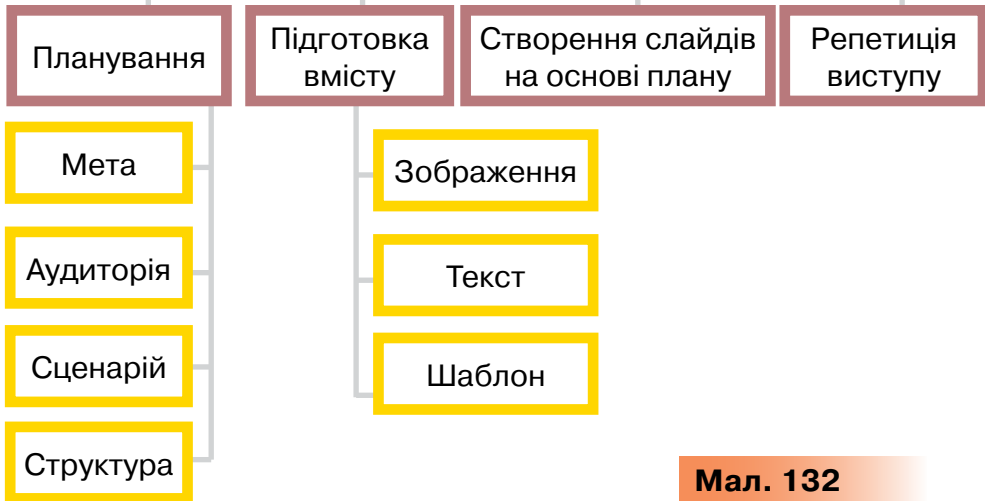 Планування
Підготовка
вмісту
Створення слайдів
на основі плану
Репетиція
виступу
Мета
Аудиторія
Сценарій
Структура
Зображення
Текст
Шаблон
Мал. 132